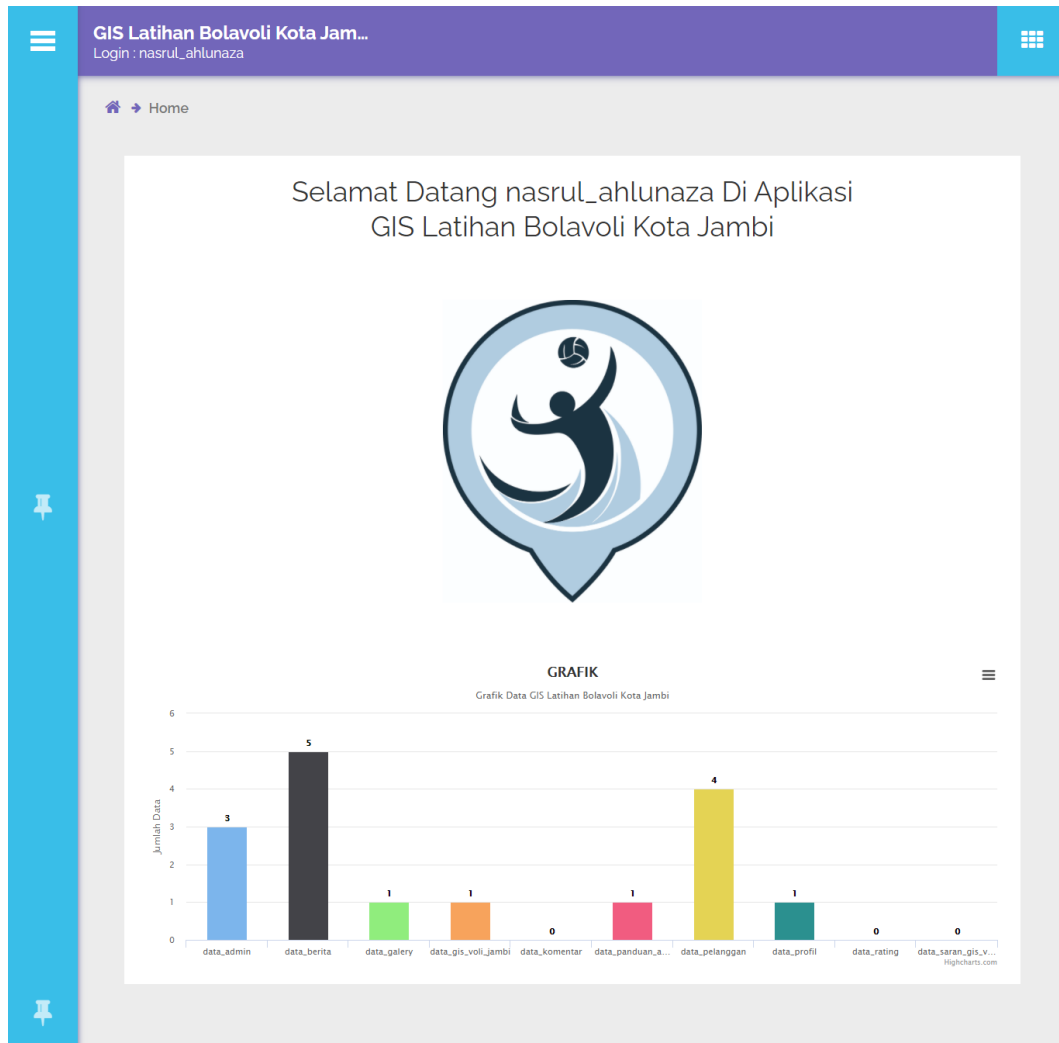 GIS Latihan Bolavoli Kota Jam...
Login : nasrul_ahlunaza
Home
Selamat Datang nasrul_ahlunaza Di Aplikasi
GIS Latihan Bolavoli Kota Jambi
GRAFIK
Grafik Data GIS Latihan Bolavoli Kota Jambi
Jumlah Data
6
5
4
3
2
1
0
3
5
1
1
0
1
4
1
0
0
data_admin
data_berita
data_galery
data_gis_voli_jambi
data_komentar
data_panduan_a...
data_pelanggan
data_profil
data_rating
data_saran_gis_v...
Highcharts.com